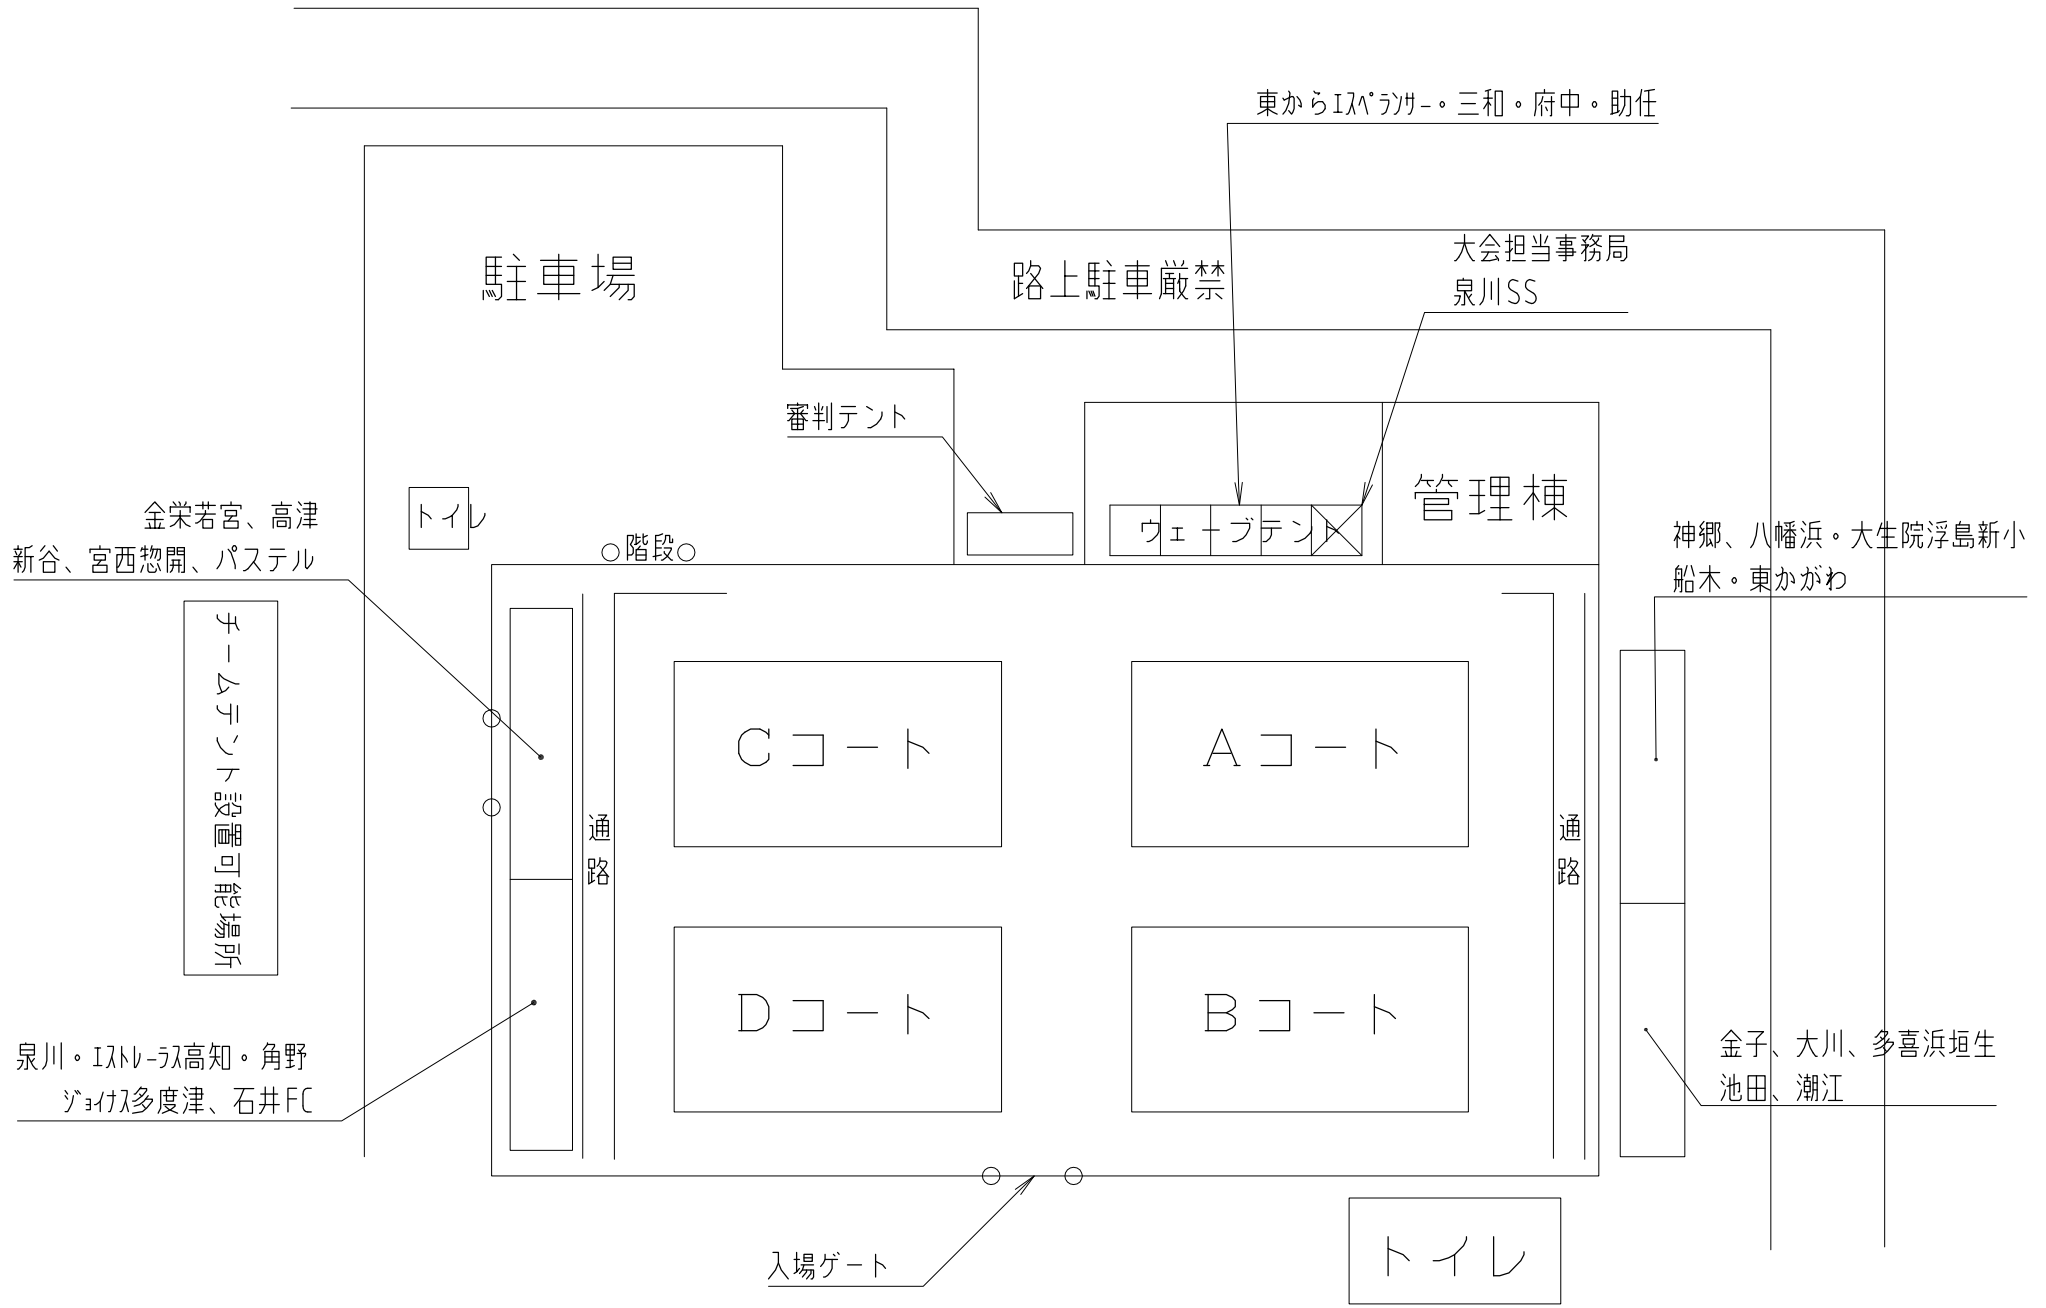 東からｴｽﾍﾟﾗﾝｻｰ・三和・府中・助任
大会担当事務局
泉川SS
駐車場
路上駐車厳禁
審判テント
管理棟
金栄若宮、高津
新谷、宮西惣開、パステル
トイレ
○階段○
ウェーブテント
神郷、八幡浜・大生院浮島新小
船木・東かがわ
チームテント設置可能場所
Cコート
Aコート
通路
通路
Dコート
Bコート
泉川・ｴｽﾄﾚｰﾗｽ高知・角野
ｼﾞｮｲﾅｽ多度津、石井FC
金子、大川、多喜浜垣生
池田、潮江
入場ゲート
トイレ